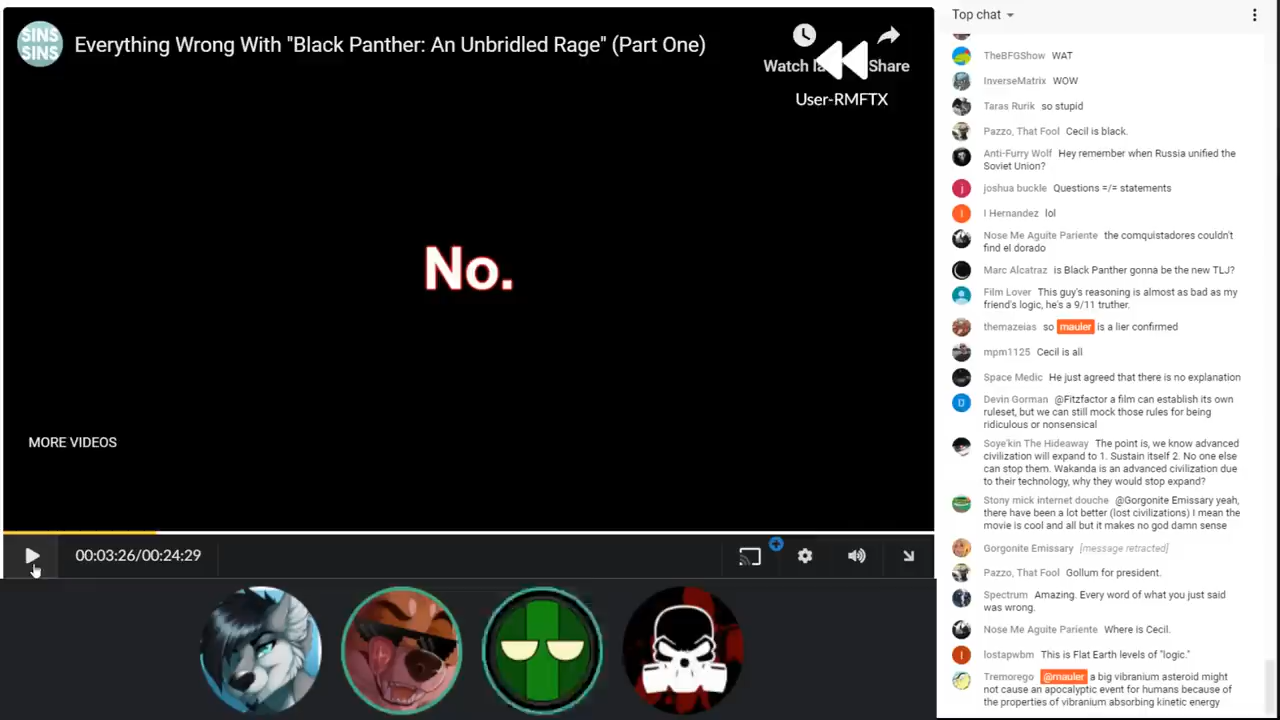 SINS
SINS
Everything Wrong With "Black Panther: An Unbridled Rage" (Part One)
Watch la
Share
User-RMFTX
No.
MORE VIDEOS
00:03:26/00:24:29
Top chat
TheBFGShow WAT
InverseMatrix WOW
Taras Rurik so stupid
Pazzo, That Fool Cecil is black.
Anti-Furry Wolf Hey remember when Russia unified the
Soviet Union?
joshua buckle Questions =/= statements
I Hernandez lol
Nose Me Aguite Pariente the comquistadores couldn't
find el dorado
Marc Alcatraz is Black Panther gonna be the new TLJ?
Film Lover This guy's reasoning is almost as bad as my
friend's logic, he's a 9/11 truther.
themazeias so mauler is a lier confirmed
mpm1125 Cecil is all
Space Medic He just agreed that there is no explanation
Devin Gorman @Fitzfactor a film can establish its own
ruleset, but we can still mock those rules for being
ridiculous or nonsensical
Soye'kin The Hideaway The point is, we know advanced
civilization will expand to 1. Sustain itself 2. No one else
can stop them. Wakanda is an advanced civilization due
to their technology, why they would stop expand?
Stony mick internet douche @Gorgonite Emissary yeah,
there have been a lot better (lost civilizations) I mean the
movie is cool and all but it makes no god damn sense
Gorgonite Emissary [message retracted]
Pazzo, That Fool Gollum for president.
Spectrum Amazing. Every word of what you just said
was wrong.
Nose Me Aguite Pariente Where is Cecil.
lostapwbm This is Flat Earth levels of "logic."
Tremorego @mauler a big vibranium asteroid might
not cause an apocalyptic event for humans because of
the properties of vibranium absorbing kinetic energy